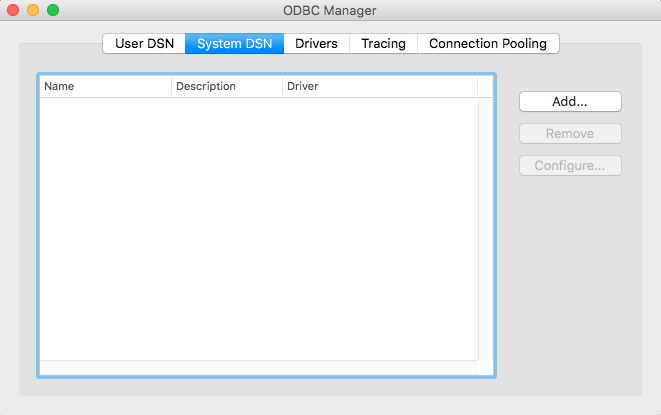 ODBC Manager
User DSN System DSN Drivers Tracing Connection Pooling
Name Description Driver
Add...
Remove
Configure...